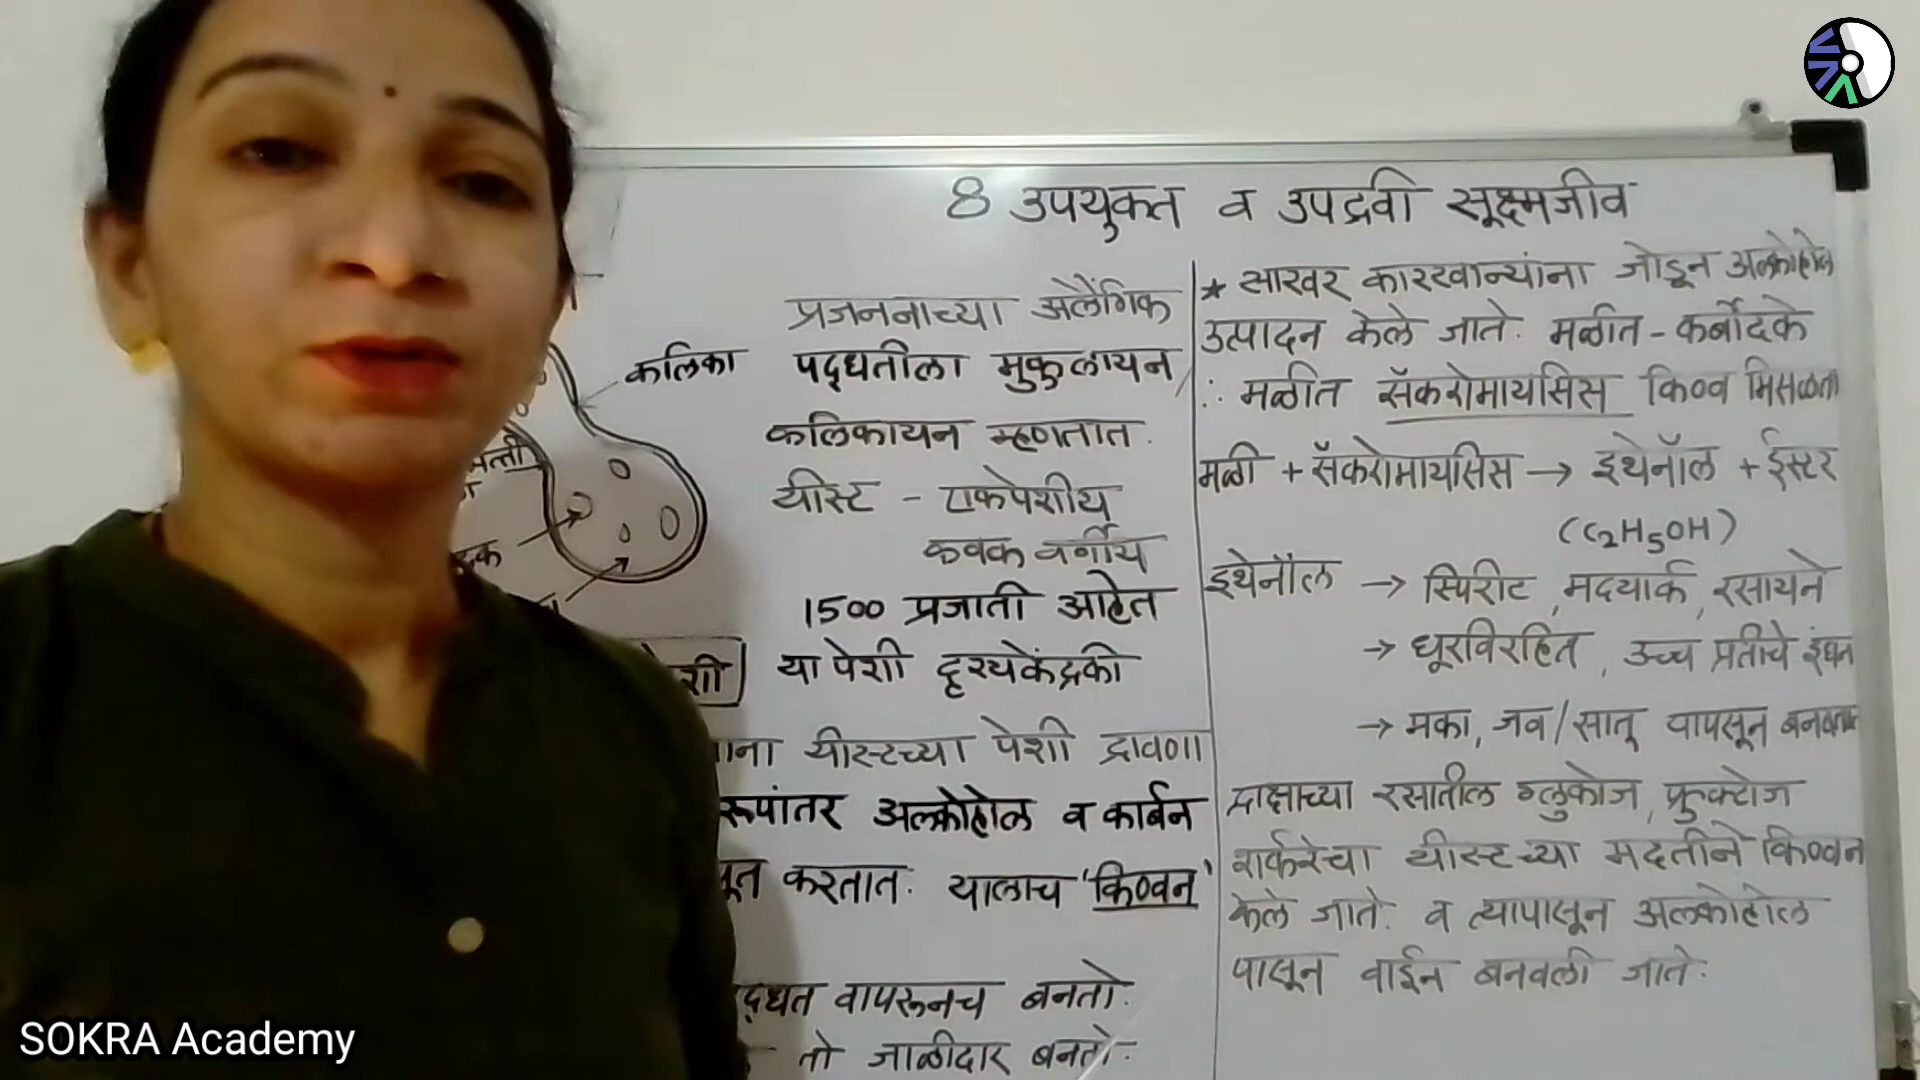 8 उपयुक्त व उपद्रवी सूक्ष्मजीव
कलिका
प्रजननाच्या अलैंगिक
पद्धतीला मुकुलायन/
कलिकायन म्हणतात.
यीस्ट - एकपेशीय
कवक वर्गीय
1500 प्रजाती आहेत
या पेशी दृश्यकेंद्रकी
यीस्टच्या पेशी द्रावणा
रूपांतर अल्कोहोल व कार्बन
करतात. यालाच 'किण्वन'
वापरूनच बनतो.
तो जाळीदार बनतो.
* साखर कारखान्यांना जोडून अल्कोहोल
उत्पादन केले जाते. मळीत - कर्बोदके
∴ मळीत सॅकरोमायसिस किण्व मिसळता
मळी + सॅकरोमायसिस → इथेनॉल + ईस्टर
(C₂H₅OH)
इथेनॉल → स्पिरीट, मद्यार्क, रसायने
→ धूरविरहित, उच्च प्रतीचे इंधन
→ मका, जव/सातू यापसून बनवतात
द्राक्षाच्या रसातील ग्लुकोज, फ्रुक्टोज
शर्करेचा यीस्टच्या मदतीने किण्वन
केले जाते. व त्यापासून अल्कोहोल
पासून वाईन बनवली जाते.
SOKRA Academy